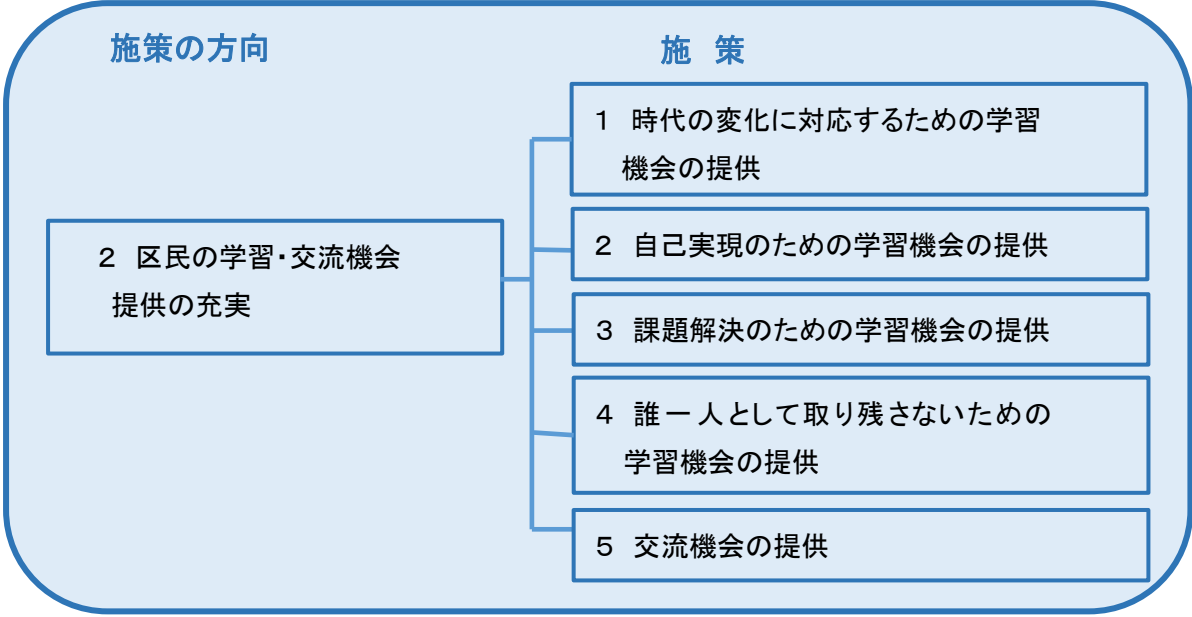 施策の方向
施 策
2 区民の学習・交流機会
提供の充実
1 時代の変化に対応するための学習
機会の提供
2 自己実現のための学習機会の提供
3 課題解決のための学習機会の提供
4 誰一人として取り残さないための
学習機会の提供
5 交流機会の提供